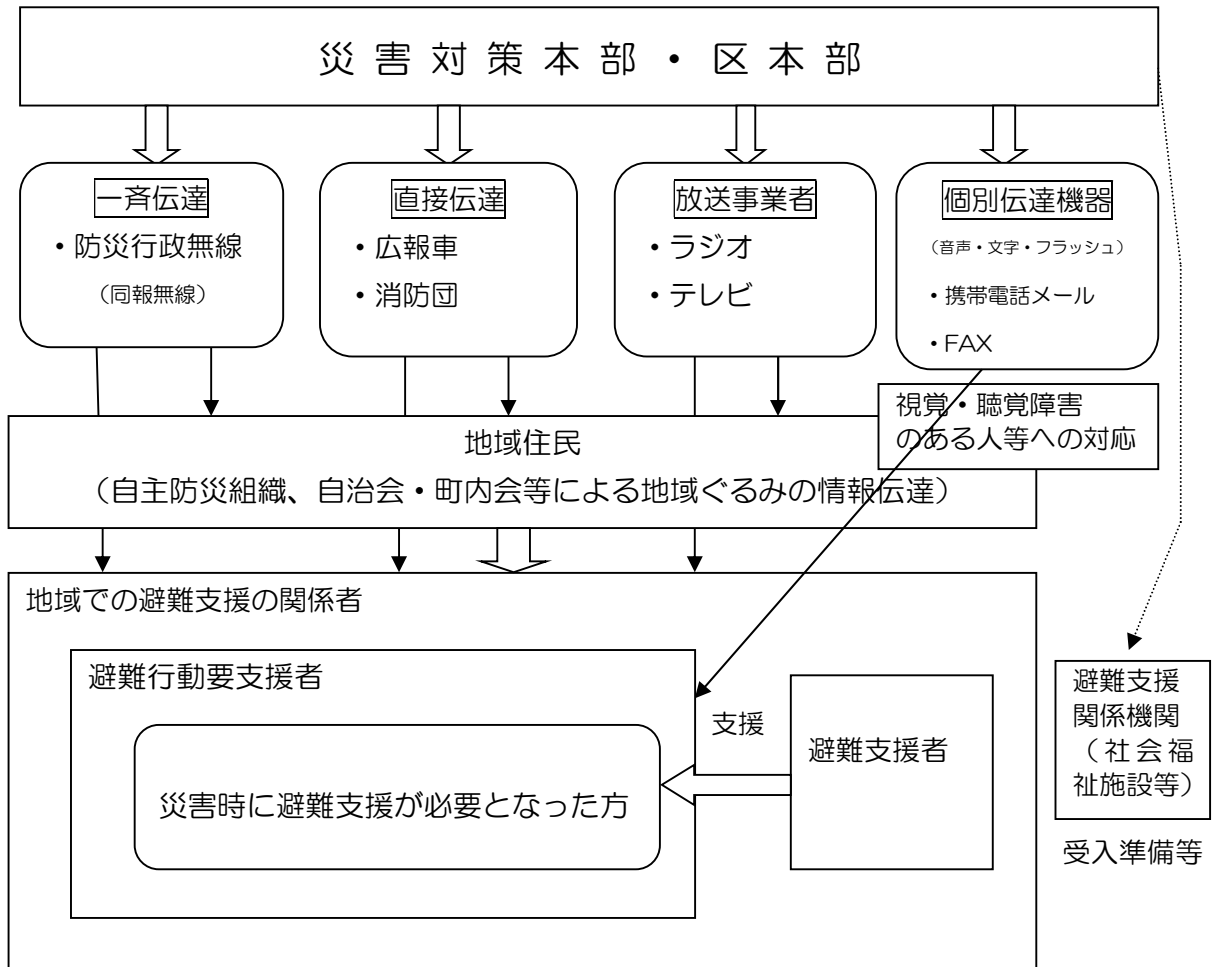 災害対策本部・区本部
一斉伝達
・防災行政無線
（同報無線）
直接伝達
・広報車
・消防団
放送事業者
・ラジオ
・テレビ
個別伝達機器
（音声・文字・フラッシュ）
・携帯電話メール
・FAX
視覚・聴覚障害
のある人等への対応
地域住民
（自主防災組織、自治会・町内会等による地域ぐるみの情報伝達）
地域での避難支援の関係者
避難行動要支援者
災害時に避難支援が必要となった方
支援
避難支援者
避難支援
関係機関
（社会福
祉施設等）
受入準備等